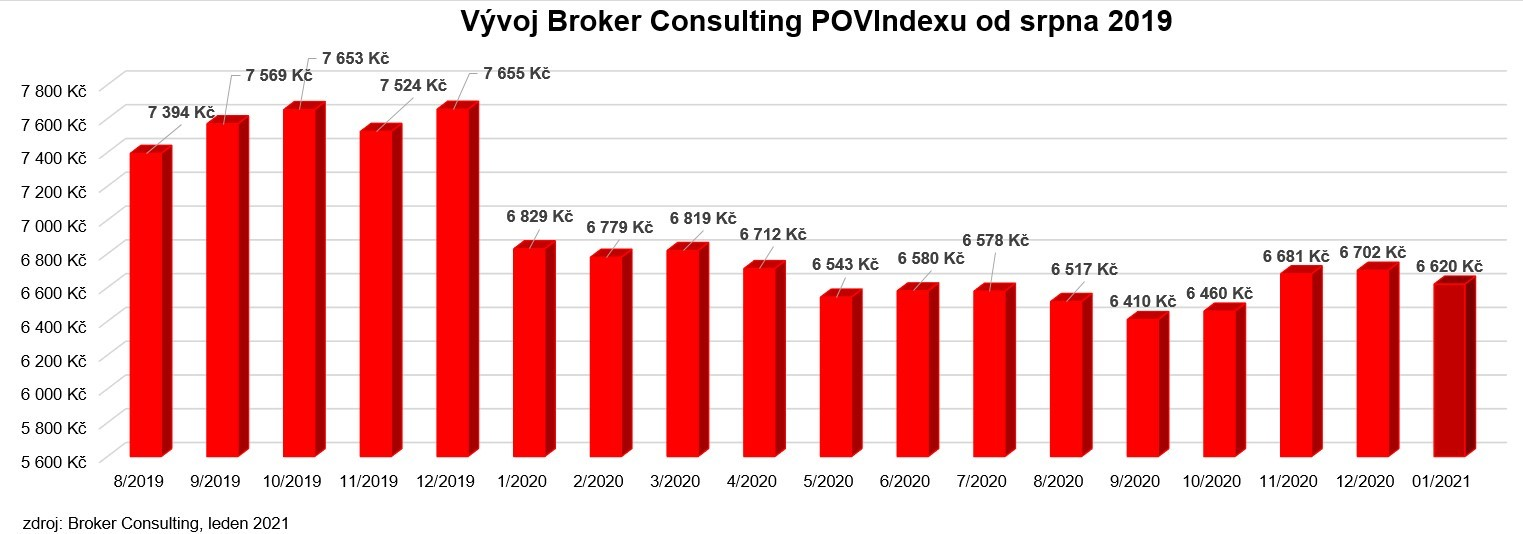 Vývoj Broker Consulting POVIndexu od srpna 2019
7 653 Kč
7 569 Kč
7 655 Kč
7 524 Kč
7 394 Kč
6 829 Kč
6 779 Kč
6 819 Kč
6 712 Kč
6 543 Kč
6 580 Kč
6 578 Kč
6 517 Kč
6 410 Kč
6 460 Kč
6 681 Kč
6 702 Kč
6 620 Kč
7 800 Kč
7 600 Kč
7 400 Kč
7 200 Kč
7 000 Kč
6 800 Kč
6 600 Kč
6 400 Kč
6 200 Kč
6 000 Kč
5 800 Kč
5 600 Kč
8/2019 9/2019 10/2019 11/2019 12/2019 1/2020 2/2020 3/2020 4/2020 5/2020 6/2020 7/2020 8/2020 9/2020 10/2020 11/2020 12/2020 01/2021
zdroj: Broker Consulting, leden 2021